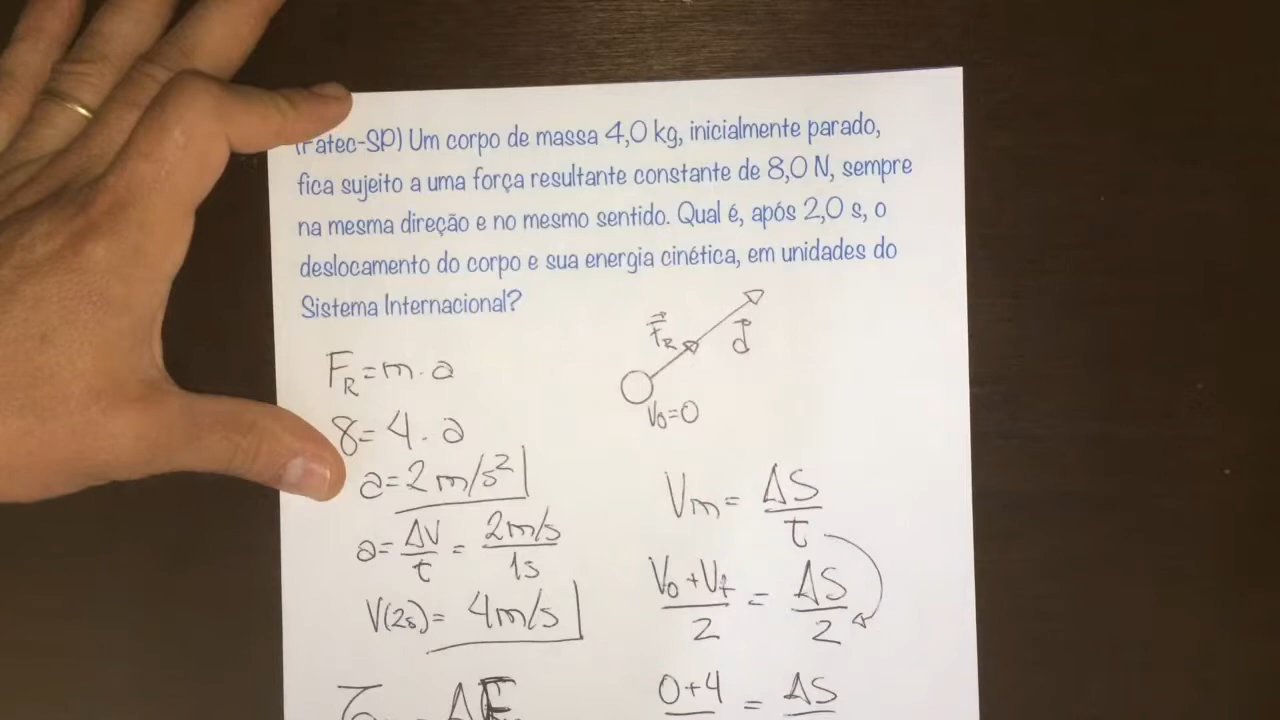 (Fatec-SP) Um corpo de massa 4,0 kg, inicialmente parado,
fica sujeito a uma força resultante constante de 8,0 N, sempre
na mesma direção e no mesmo sentido. Qual é, após 2,0 s, o
deslocamento do corpo e sua energia cinética, em unidades do
Sistema Internacional?
F_R d
V0=0
F_R = m . a
8 = 4 . a
a = 2 m/s²
a = ΔV/t = 2m/s / 1s
V(2s) = 4m/s
Vm = ΔS/t
V0 + Vf / 2 = ΔS / 2
0+4 = ΔS